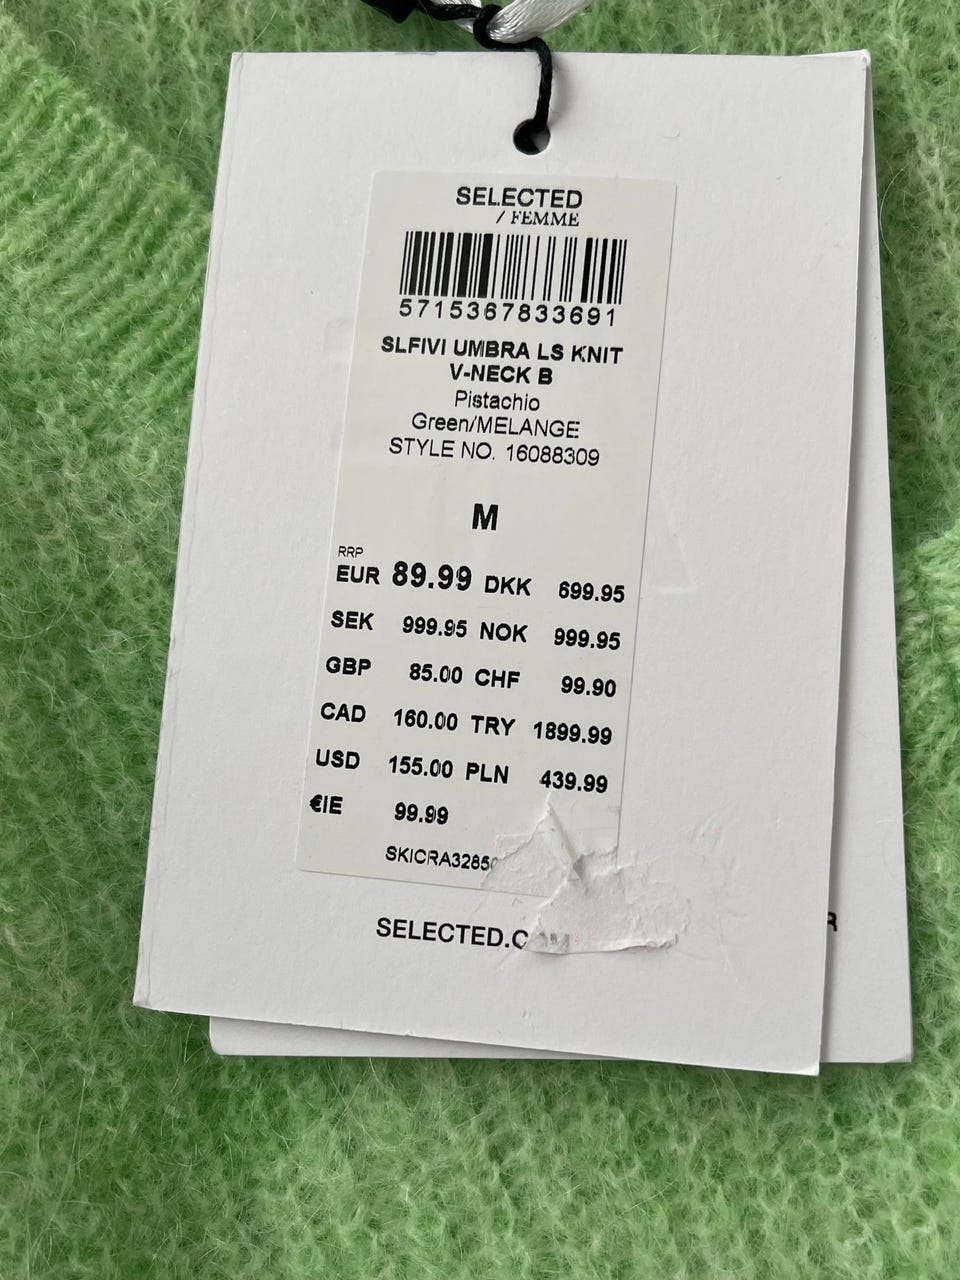 SELECTED
/ FEMME
5715367833691
SLFIVI UMBRA LS KNIT
V-NECK B
Pistachio
Green/MELANGE
STYLE NO. 16088309
M
RRP
EUR 89.99 DKK 699.95
SEK 999.95 NOK 999.95
GBP 85.00 CHF 99.90
CAD 160.00 TRY 1899.99
USD 155.00 PLN 439.99
€IE 99.99
SELECTED.C
R